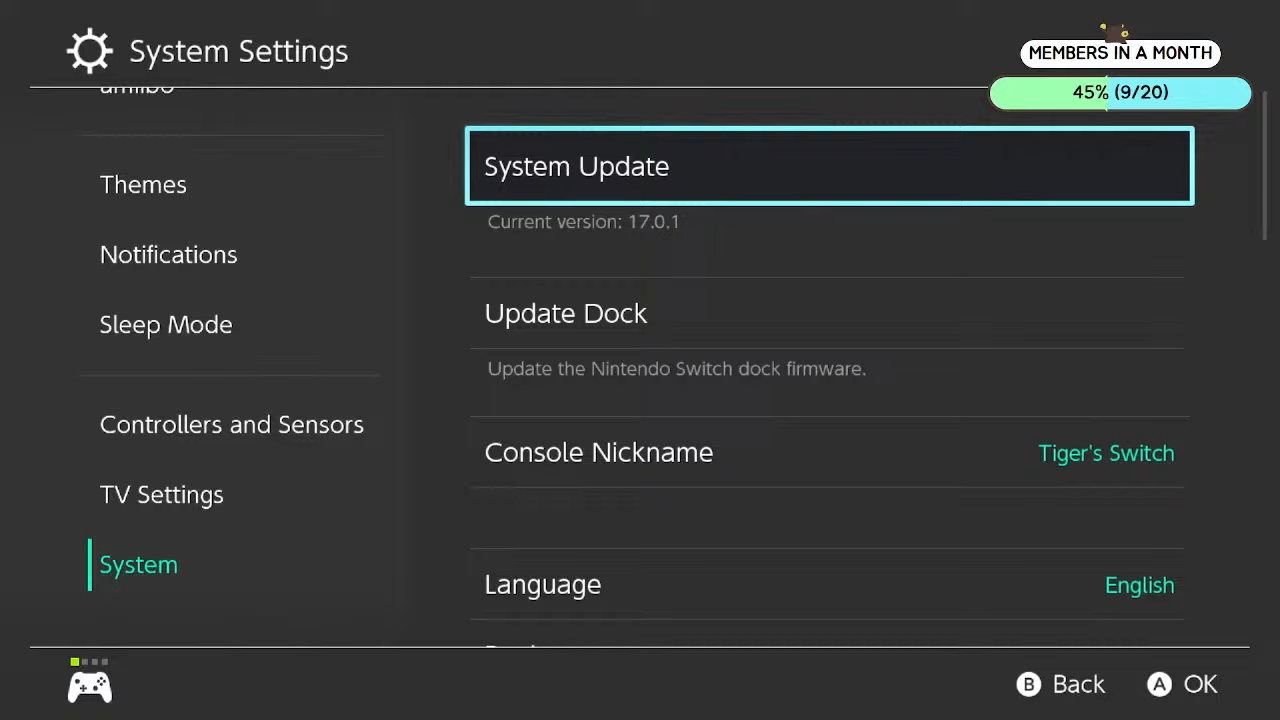 System Settings
MEMBERS IN A MONTH
45% (9/20)
amiibo
Themes
Notifications
Sleep Mode
Controllers and Sensors
TV Settings
System
System Update
Current version: 17.0.1
Update Dock
Update the Nintendo Switch dock firmware.
Console Nickname
Tiger's Switch
Language
English
B Back
A OK